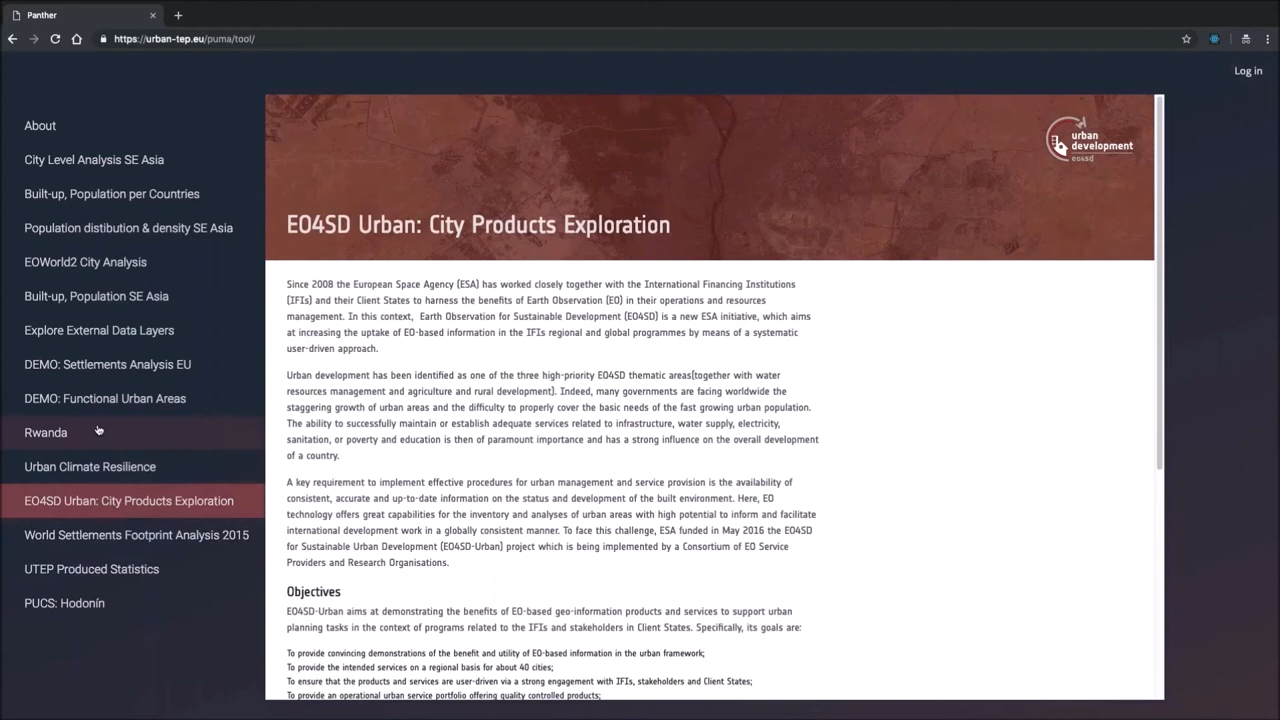 Panther
https://urban-tep.eu/puma/tool/
Log in
About
City Level Analysis SE Asia
Built-up, Population per Countries
Population distibution & density SE Asia
EOWorld2 City Analysis
Built-up, Population SE Asia
Explore External Data Layers
DEMO: Settlements Analysis EU
DEMO: Functional Urban Areas
Rwanda
Urban Climate Resilience
EO4SD Urban: City Products Exploration
World Settlements Footprint Analysis 2015
UTEP Produced Statistics
PUCS: Hodonín
urban
development
eo4sd
EO4SD Urban: City Products Exploration
Since 2008 the European Space Agency (ESA) has worked closely together with the International Financing Institutions
(IFIs) and their Client States to harness the benefits of Earth Observation (EO) in their operations and resources
management. In this context, Earth Observation for Sustainable Development (EO4SD) is a new ESA initiative, which aims
at increasing the uptake of EO-based information in the IFIs regional and global programmes by means of a systematic
user-driven approach.
Urban development has been identified as one of the three high-priority EO4SD thematic areas(together with water
resources management and agriculture and rural development). Indeed, many governments are facing worldwide the
staggering growth of urban areas and the difficulty to properly cover the basic needs of the fast growing urban population.
The ability to successfully maintain or establish adequate services related to infrastructure, water supply, electricity,
sanitation, or poverty and education is then of paramount importance and has a strong influence on the overall development
of a country.
A key requirement to implement effective procedures for urban management and service provision is the availability of
consistent, accurate and up-to-date information on the status and development of the built environment. Here, EO
technology offers great capabilities for the inventory and analyses of urban areas with high potential to inform and facilitate
international development work in a globally consistent manner. To face this challenge, ESA funded in May 2016 the EO4SD
for Sustainable Urban Development (EO4SD-Urban) project which is being implemented by a Consortium of EO Service
Providers and Research Organisations.
Objectives
EO4SD-Urban aims at demonstrating the benefits of EO-based geo-information products and services to support urban
planning tasks in the context of programs related to the IFIs and stakeholders in Client States. Specifically, its goals are:
To provide convincing demonstrations of the benefit and utility of EO-based information in the urban framework;
To provide the intended services on a regional basis for about 40 cities;
To ensure that the products and services are user-driven via a strong engagement with IFIs, stakeholders and Client States;
To provide an operational urban service portfolio offering quality controlled products;